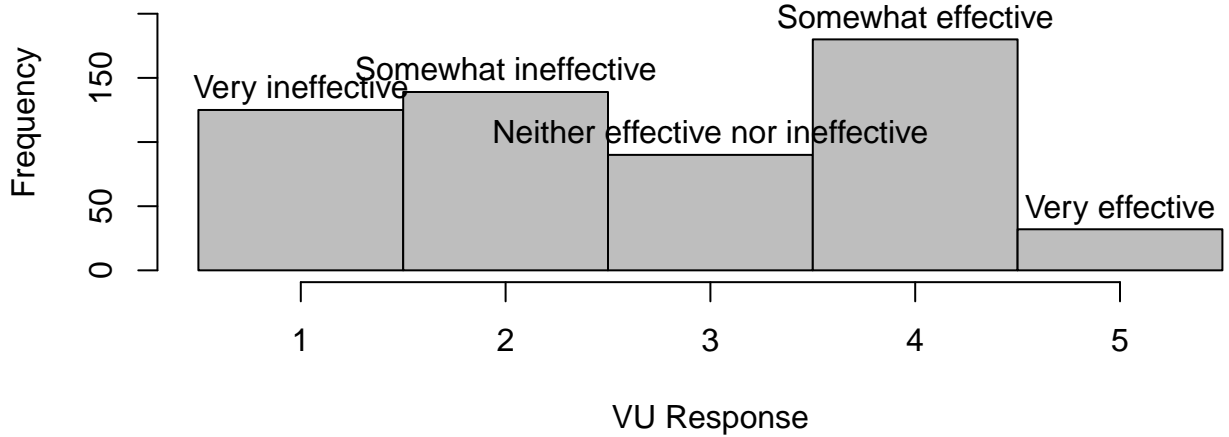 Somewhat effective
Somewhat ineffective
Very ineffective
Neither effective nor ineffective
Very effective
Frequency
150
50
0
1 2 3 4 5
VU Response